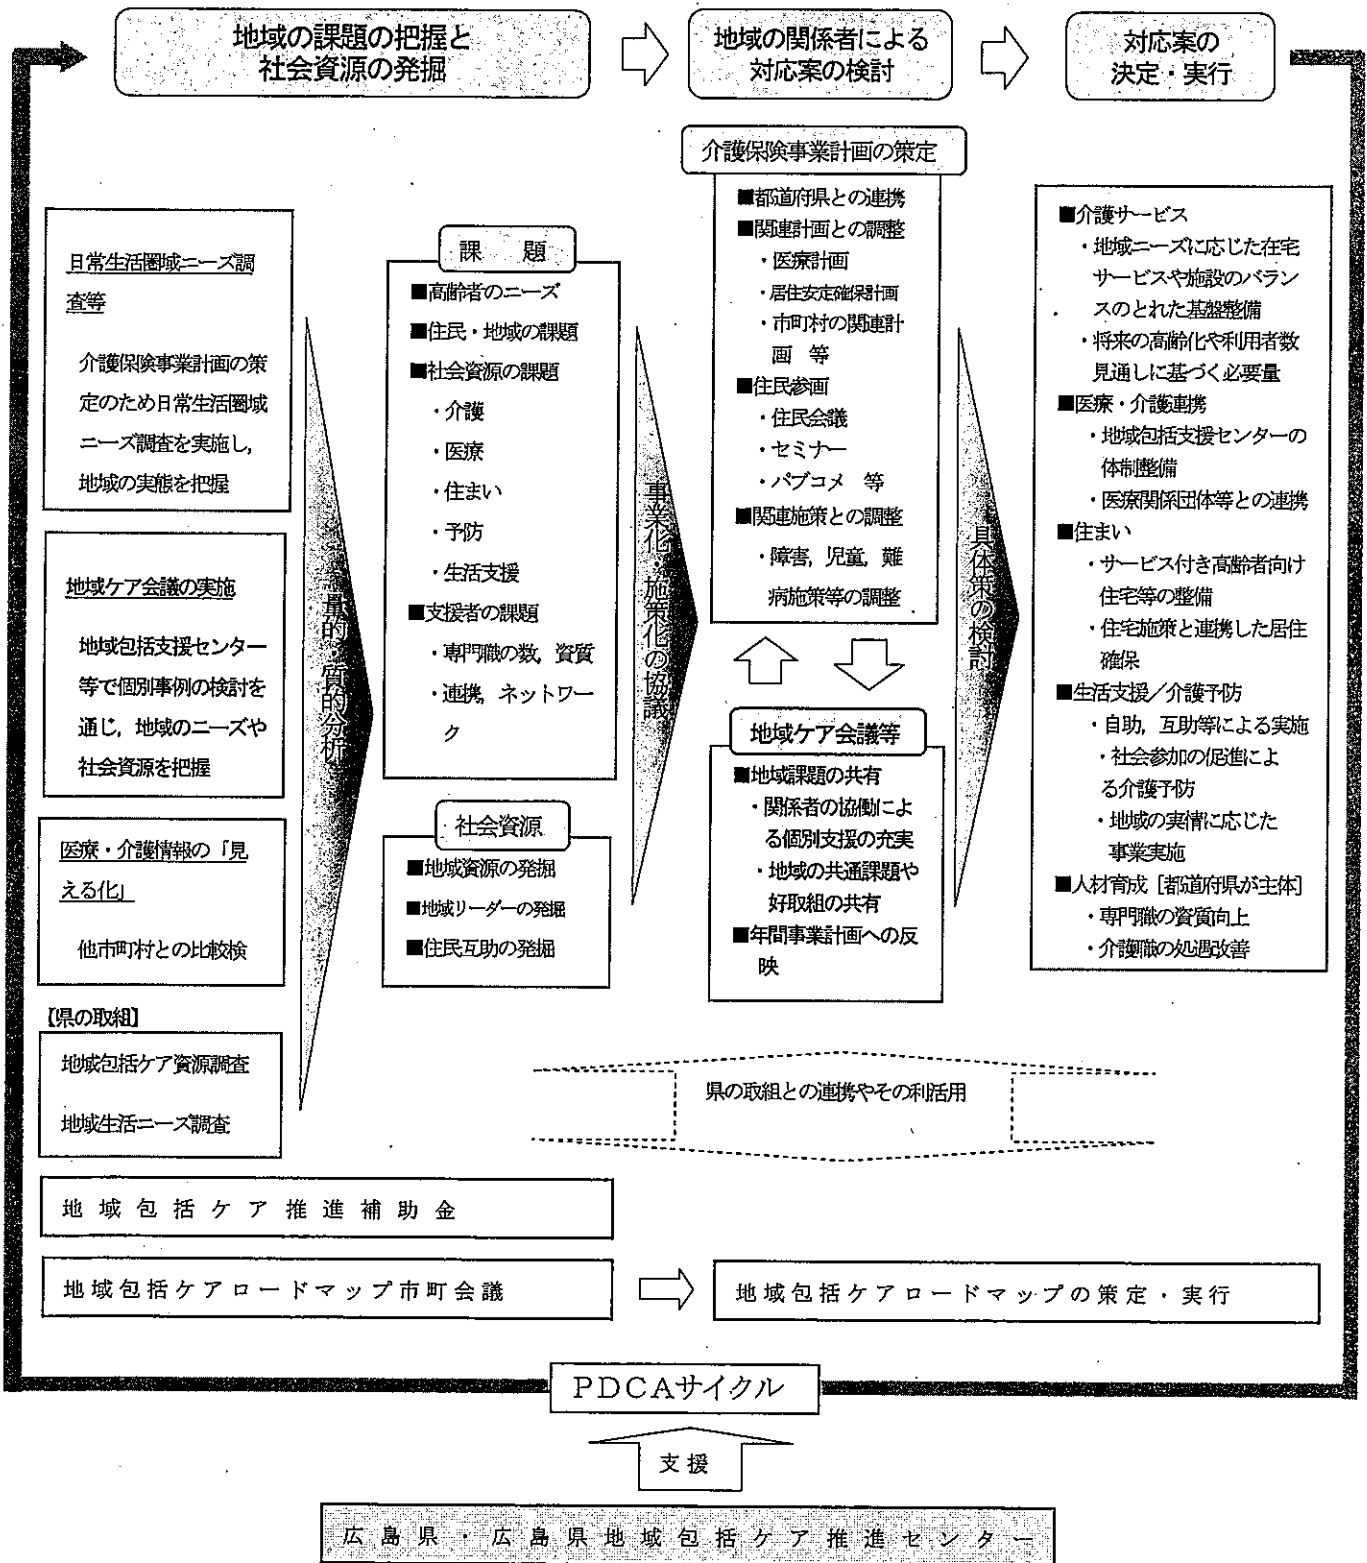 地域の課題の把握と
社会資源の発掘
地域の関係者による
対応案の検討
対応案の
決定・実行
日常生活圏域ニーズ調
査等
介護保険事業計画の策
定のため日常生活圏域
ニーズ調査を実施し,
地域の実態を把握
地域ケア会議の実施
地域包括支援センター
等で個別事例の検討を
通じ, 地域のニーズや
社会資源を把握
医療・介護情報の「見
える化」
他市町村との比較検
【県の取組】
地域包括ケア資源調査
地域生活ニーズ調査
量的・質的分析
課 題
■高齢者のニーズ
■住民・地域の課題
■社会資源の課題
・介護
・医療
・住まい
・予防
・生活支援
■支援者の課題
・専門職の数, 資質
・連携, ネットワー
ク
社会資源
■地域資源の発掘
■地域リーダーの発掘
■住民互助の発掘
事業化・施策化の協議
介護保険事業計画の策定
■都道府県との連携
■関連計画との調整
・医療計画
・居住安定確保計画
・市町村の関連計
画 等
■住民参画
・住民会議
・セミナー
・パブコメ 等
■関連施策との調整
・障害, 児童, 難
病施策等の調整
地域ケア会議等
■地域課題の共有
・関係者の協働によ
る個別支援の充実
・地域の共通課題や
好取組の共有
■年間事業計画への反
映
具体策の検討
■介護サービス
・地域ニーズに応じた在宅
サービスや施設のバラン
スのとれた基盤整備
・将来の高齢化や利用者数
見通しに基づく必要量
■医療・介護連携
・地域包括支援センターの
体制整備
・医療関係団体等との連携
■住まい
・サービス付き高齢者向け
住宅等の整備
・住宅施策と連携した居住
確保
■生活支援／介護予防
・自助, 互助等による実施
・社会参加の促進によ
る介護予防
・地域の実情に応じた
事業実施
■人材育成［都道府県が主体］
・専門職の資質向上
・介護職の処遇改善
県の取組との連携やその利活用
地域包括ケア推進補助金
地域包括ケアロードマップ市町会議
地域包括ケアロードマップの策定・実行
PDCAサイクル
支援
広島県・広島県地域包括ケア推進センター